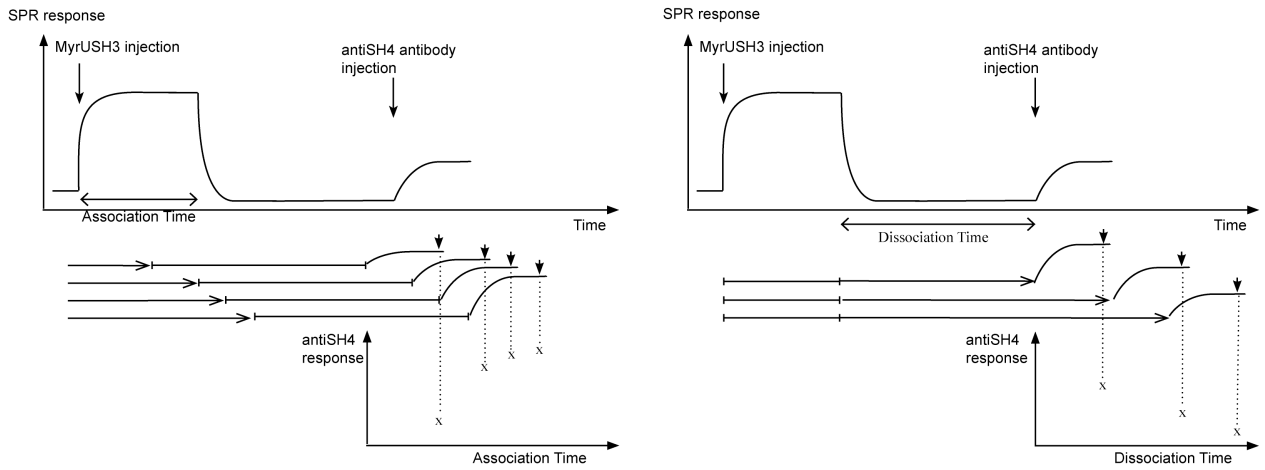 SPR response
MyrUSH3 injection
antiSH4 antibody
injection
Association Time
Time
antiSH4
response
x
x
x
x
Association Time
SPR response
MyrUSH3 injection
antiSH4 antibody
injection
Time
Dissociation Time
antiSH4
response
x
x
x
Dissociation Time